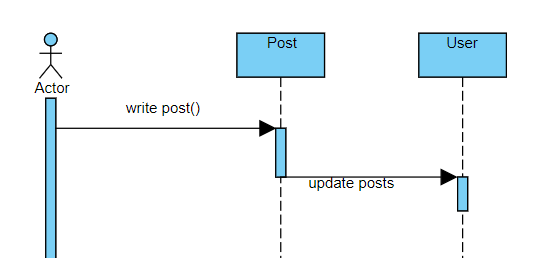 Post
User
Actor
write post()
update posts